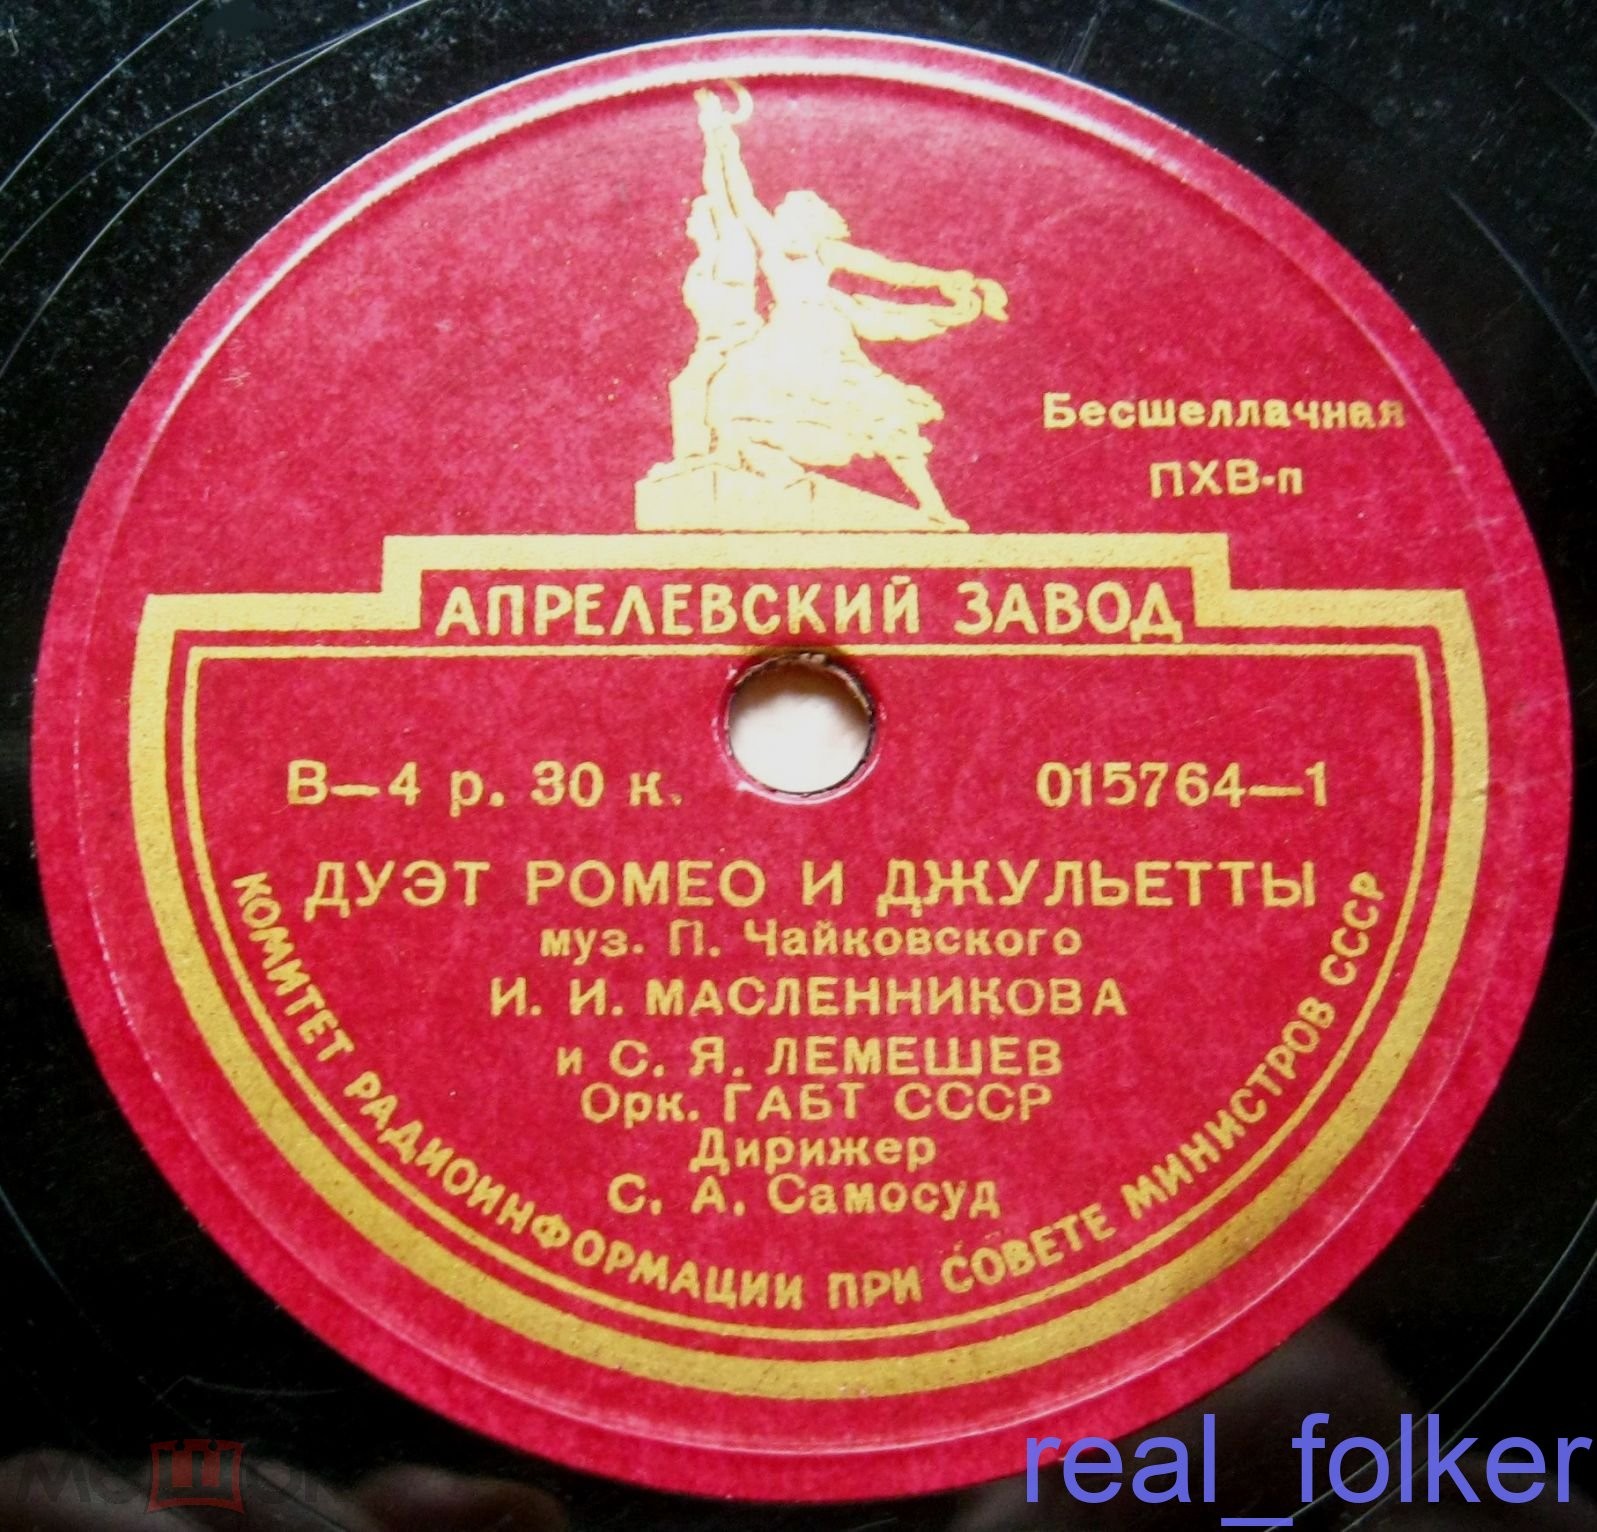 Бесшеллачная
ПХВ-п
АПРЕЛЕВСКИЙ ЗАВОД
В—4 р. 30 к.
015764—1
ДУЭТ РОМЕО И ДЖУЛЬЕТТЫ
муз. П. Чайковского
И. И. МАСЛЕННИКОВА
и С. Я. ЛЕМЕШЕВ
Орк. ГАБТ СССР
Дирижер
С. А. Самосуд
КОМИТЕТ РАДИОИНФОРМАЦИИ ПРИ СОВЕТЕ МИНИСТРОВ СССР
real_folker